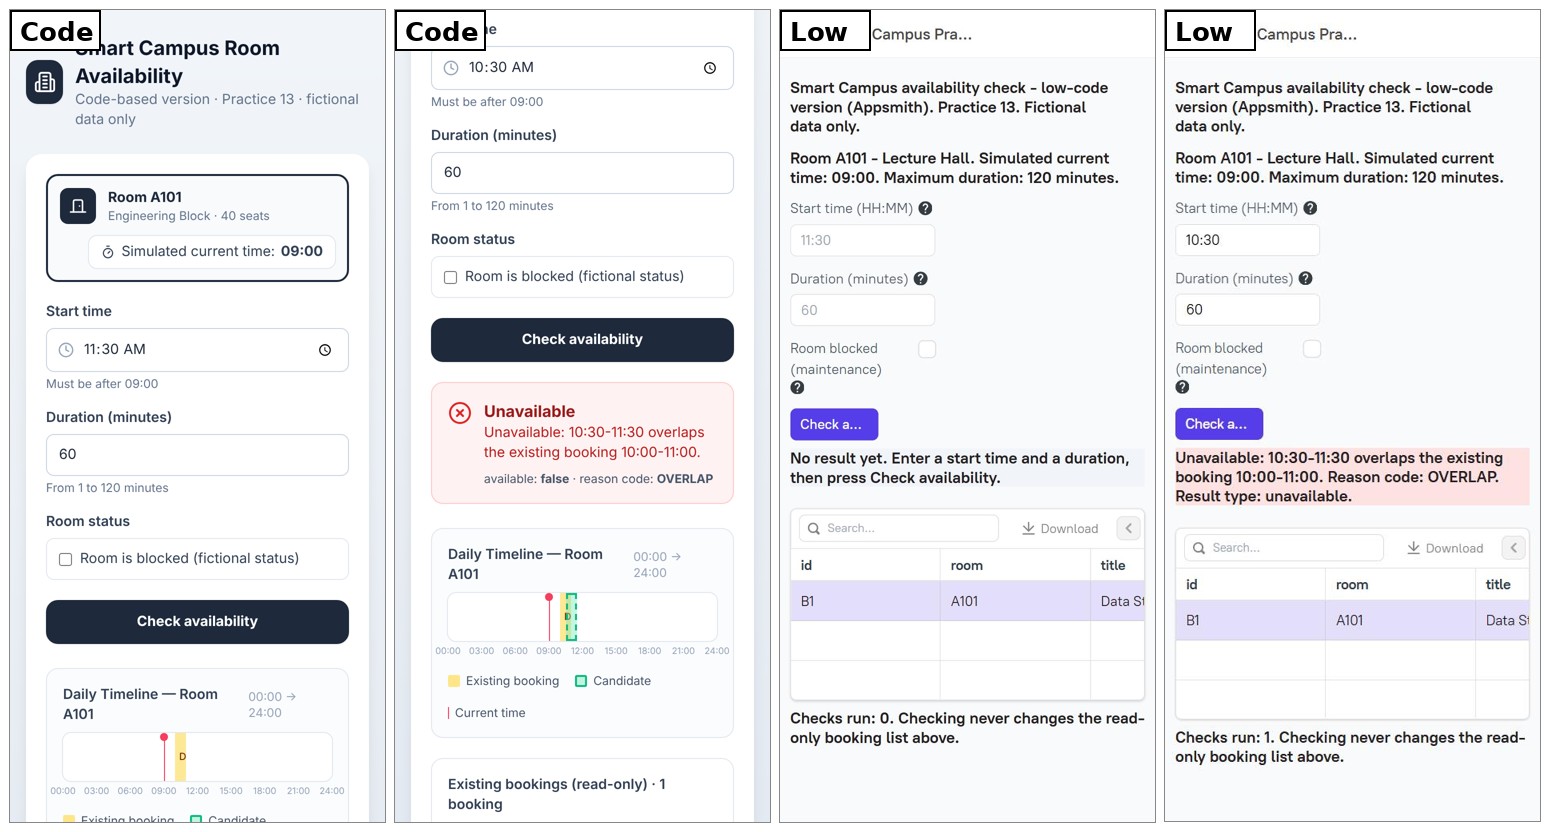 Code
Smart Campus Room
Availability
Code-based version · Practice 13 · fictional
data only
Room A101
Engineering Block · 40 seats
Simulated current time: 09:00
Start time
11:30 AM
Must be after 09:00
Duration (minutes)
60
From 1 to 120 minutes
Room status
Room is blocked (fictional status)
Check availability
Daily Timeline — Room
A101
00:00 →
24:00
D
00:00 03:00 06:00 09:00 12:00 15:00 18:00 21:00 24:00
Existing booking Candidate
Code
10:30 AM
Must be after 09:00
Duration (minutes)
60
From 1 to 120 minutes
Room status
Room is blocked (fictional status)
Check availability
Unavailable
Unavailable: 10:30-11:30 overlaps
the existing booking 10:00-11:00.
available: false · reason code: OVERLAP
Daily Timeline — Room
A101
00:00 →
24:00
D
00:00 03:00 06:00 09:00 12:00 15:00 18:00 21:00 24:00
Existing booking Candidate
Current time
Existing bookings (read-only) · 1
booking
Low
Campus Pra...
Smart Campus availability check - low-code
version (Appsmith). Practice 13. Fictional
data only.
Room A101 - Lecture Hall. Simulated current
time: 09:00. Maximum duration: 120 minutes.
Start time (HH:MM) ?
11:30
Duration (minutes) ?
60
Room blocked
(maintenance)
?
Check a...
No result yet. Enter a start time and a duration,
then press Check availability.
Search... Download
id room title
B1 A101 Data St
Checks run: 0. Checking never changes the read-
only booking list above.
Low
Campus Pra...
Smart Campus availability check - low-code
version (Appsmith). Practice 13. Fictional
data only.
Room A101 - Lecture Hall. Simulated current
time: 09:00. Maximum duration: 120 minutes.
Start time (HH:MM) ?
10:30
Duration (minutes) ?
60
Room blocked
(maintenance)
?
Check a...
Unavailable: 10:30-11:30 overlaps the existing
booking 10:00-11:00. Reason code: OVERLAP.
Result type: unavailable.
Search... Download
id room title
B1 A101 Data St
Checks run: 1. Checking never changes the read-
only booking list above.